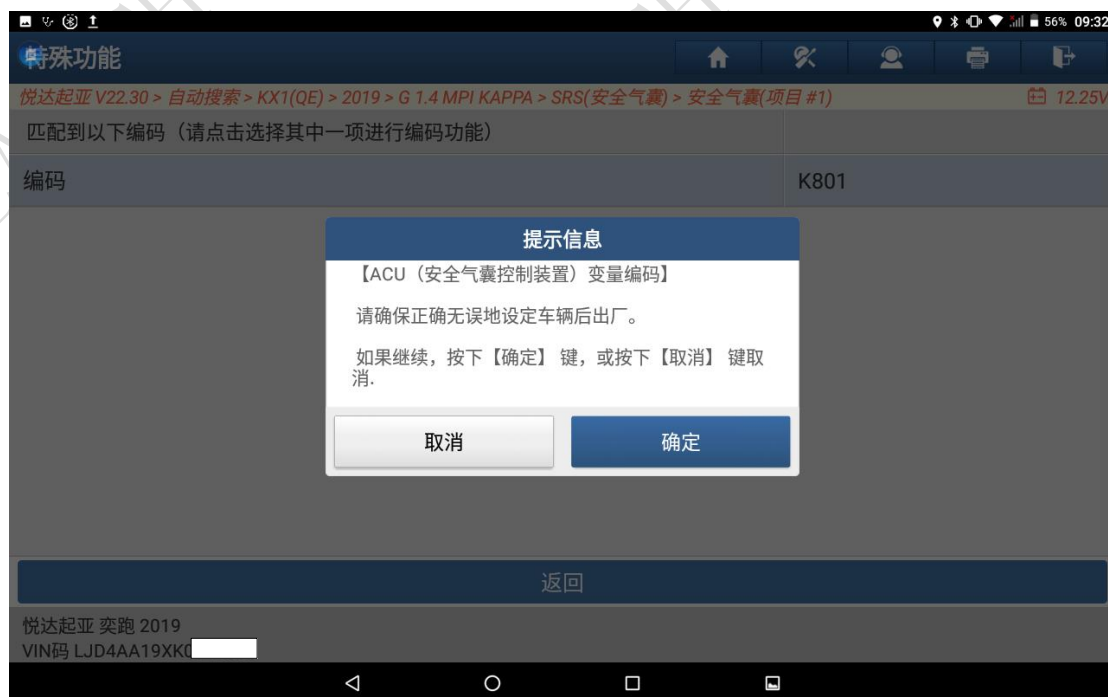 56% 09:32
特殊功能
悦达起亚 V22.30 > 自动搜索 > KX1(QE) > 2019 > G 1.4 MPI KAPPA > SRS(安全气囊) > 安全气囊(项目 #1) 12.25V
匹配到以下编码（请点击选择其中一项进行编码功能）
编码 K801
提示信息
【ACU（安全气囊控制装置）变量编码】
请确保正确无误地设定车辆后出厂。
如果继续，按下【确定】 键，或按下【取消】 键取
消.
取消 确定
返回
悦达起亚 奕跑 2019
VIN码 LJD4AA19XK